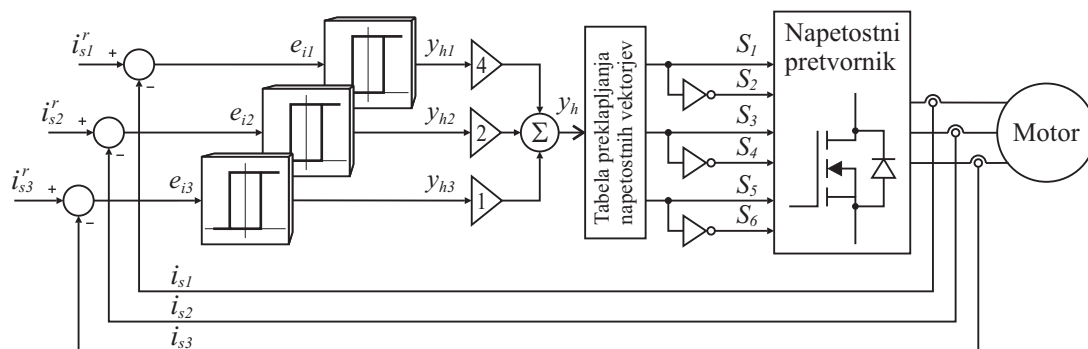 i_{s1}^r
+
−
e_{i1}
y_{h1}
4
i_{s2}^r
+
−
e_{i2}
y_{h2}
2
i_{s3}^r
+
−
e_{i3}
y_{h3}
1
Σ
y_h
Tabela preklapljanja
napetostnih vektorjev
S_1
S_2
S_3
S_4
S_5
S_6
Napetostni
pretvornik
Motor
i_{s1}
i_{s2}
i_{s3}